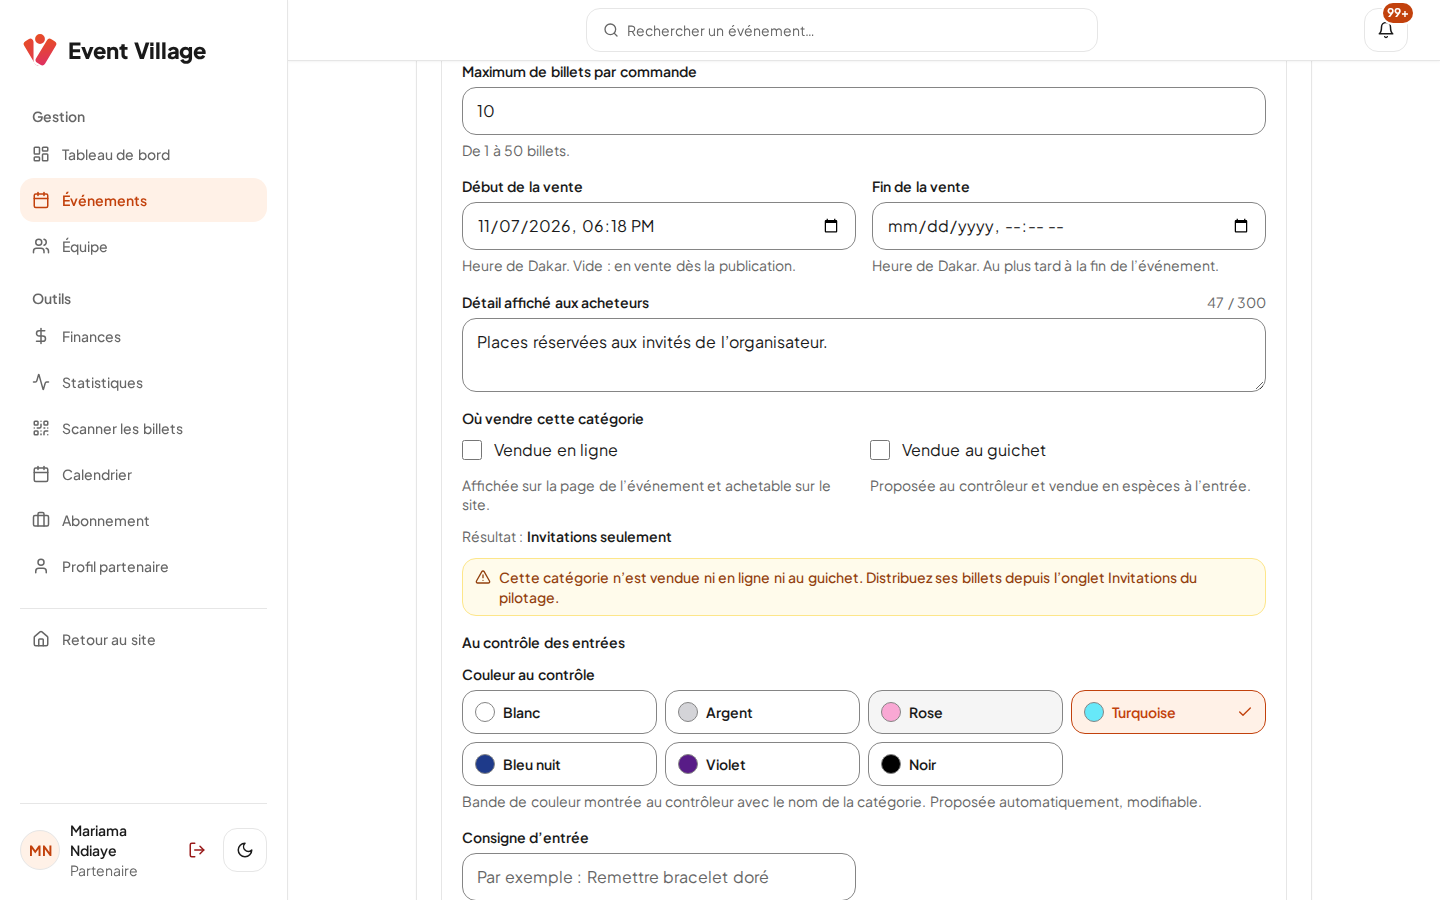 Event Village
Rechercher un événement…
99+
Gestion
Tableau de bord
Événements
Équipe
Outils
Finances
Statistiques
Scanner les billets
Calendrier
Abonnement
Profil partenaire
Retour au site
MN
Mariama
Ndiaye
Partenaire
Maximum de billets par commande
10
De 1 à 50 billets.
Début de la vente
Fin de la vente
11/07/2026, 06:18 PM
mm/dd/yyyy, --:-- --
Heure de Dakar. Vide : en vente dès la publication.
Heure de Dakar. Au plus tard à la fin de l’événement.
Détail affiché aux acheteurs
47 / 300
Places réservées aux invités de l’organisateur.
Où vendre cette catégorie
Vendue en ligne
Vendue au guichet
Affichée sur la page de l’événement et achetable sur le
site.
Proposée au contrôleur et vendue en espèces à l’entrée.
Résultat : Invitations seulement
Cette catégorie n’est vendue ni en ligne ni au guichet. Distribuez ses billets depuis l’onglet Invitations du
pilotage.
Au contrôle des entrées
Couleur au contrôle
Blanc
Argent
Rose
Turquoise
Bleu nuit
Violet
Noir
Bande de couleur montrée au contrôleur avec le nom de la catégorie. Proposée automatiquement, modifiable.
Consigne d’entrée
Par exemple : Remettre bracelet doré